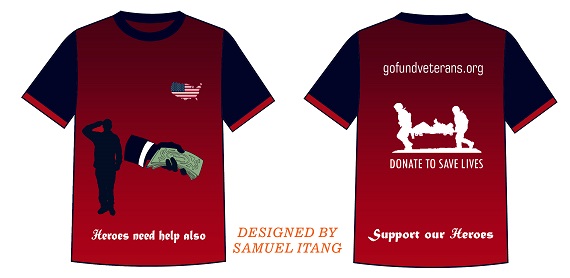 Heroes need help also
DESIGNED BY
SAMUEL ITANG
gofundveterans.org
DONATE TO SAVE LIVES
Support our Heroes